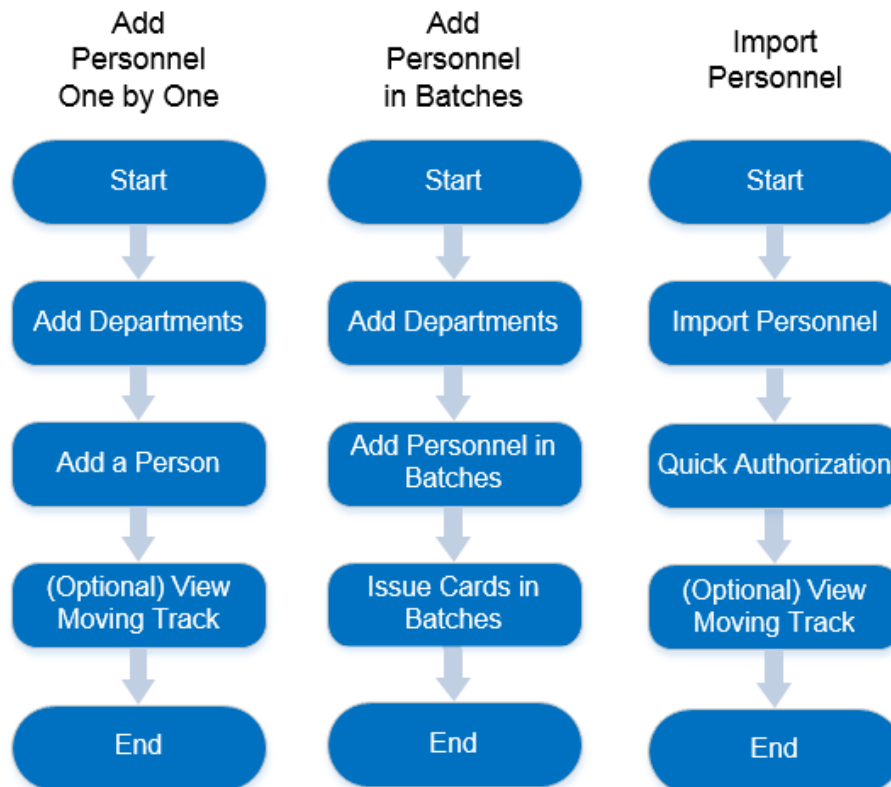 Add
Personnel
One by One
Start
Add Departments
Add a Person
(Optional) View
Moving Track
End
Add
Personnel
in Batches
Start
Add Departments
Add Personnel in
Batches
Issue Cards in
Batches
End
Import
Personnel
Start
Import Personnel
Quick Authorization
(Optional) View
Moving Track
End